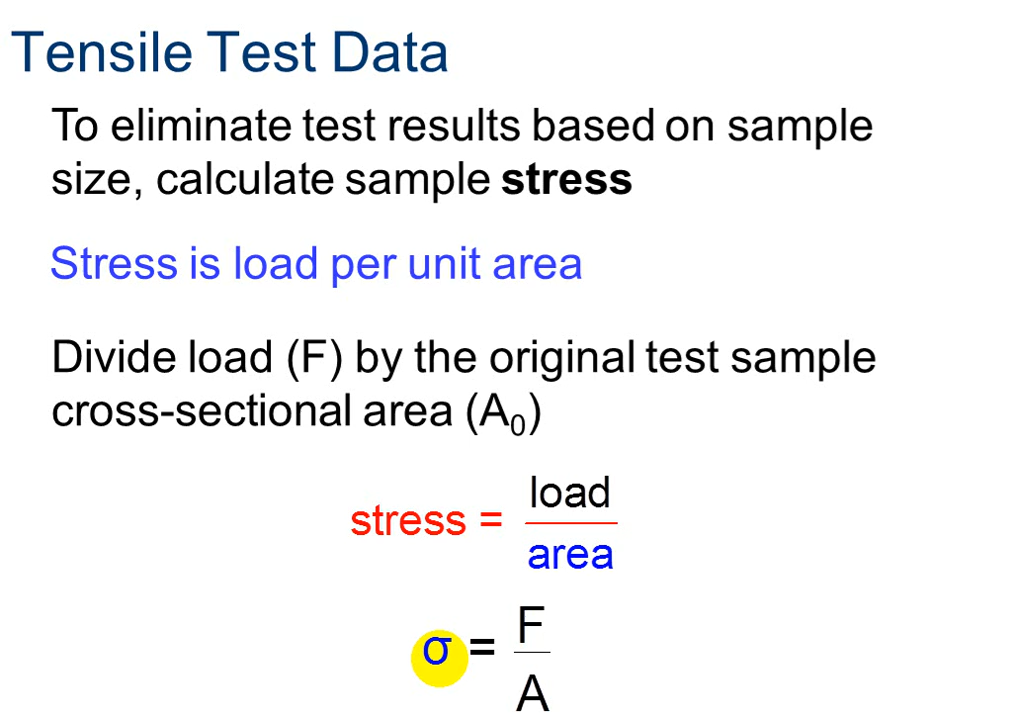 Tensile Test Data
To eliminate test results based on sample
size, calculate sample stress
Stress is load per unit area
Divide load (F) by the original test sample
cross-sectional area (A₀)
stress = load
area
σ = F
A